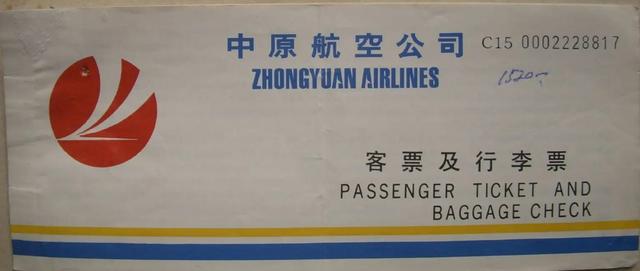 中原航空公司 C15 0002228817
ZHONGYUAN AIRLINES
客票及行李票
PASSENGER TICKET AND
BAGGAGE CHECK